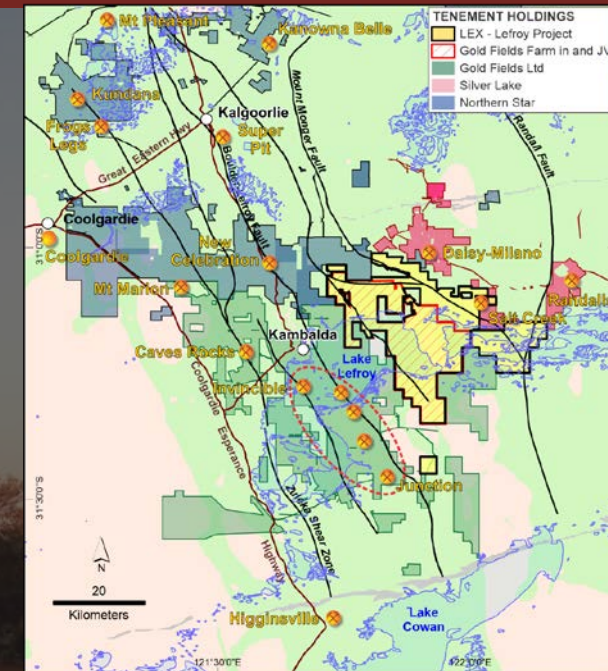 TENEMENT HOLDINGS
LEX - Lefroy Project
Gold Fields Farm in and JV
Gold Fields Ltd
Silver Lake
Northern Star
Mt Pleasant
Kanowna Belle
Kundana
Frogs
Legs
Kalgoorlie
Super
Pit
Great Eastern Hwy
Boulder Lefroy Fault
Mount Monger Fault
Randall Fault
Coolgardie
Coolgardie
31°0'0"S
New
Celebration
Daisy-Milano
Mt Marion
Randalls
Salt Creek
Kambalda
Caves Rocks
Lake
Lefroy
Invincible
Coolgardie
Esperance
Highway
Junction
31°30'0"S
Zuleika Shear Zone
N
20
Kilometers
Higginsville
Lake
Cowan
121°30'0"E
122°0'0"E